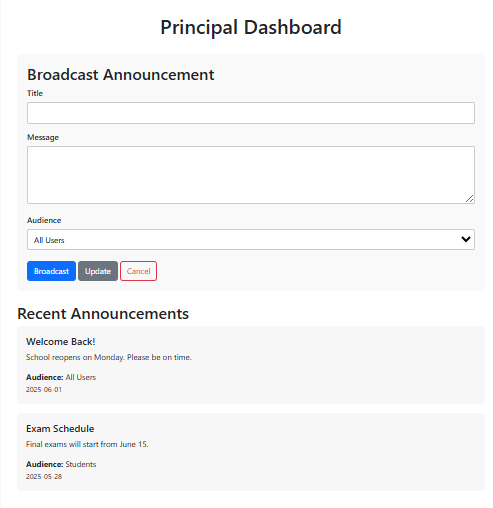 Principal Dashboard
Broadcast Announcement
Title
Message
Audience
All Users
Broadcast Update Cancel
Recent Announcements
Welcome Back!
School reopens on Monday. Please be on time.
Audience: All Users
2025-06-01
Exam Schedule
Final exams will start from June 15.
Audience: Students
2025-05-28